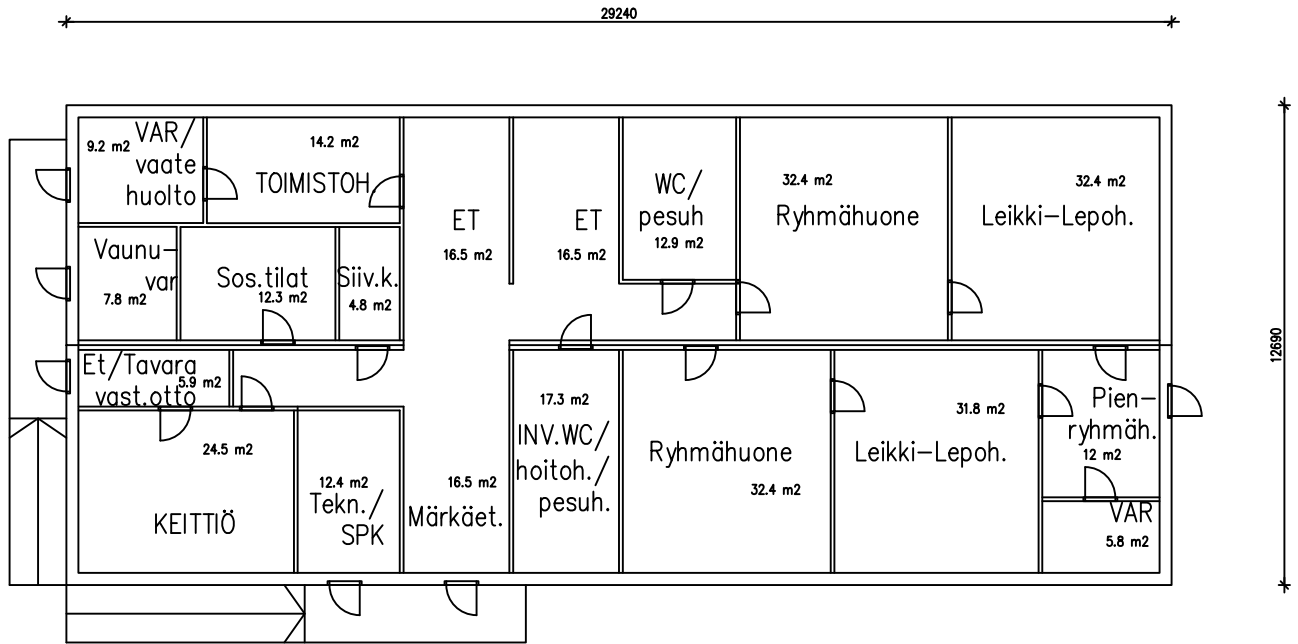 29240
9.2 m2
VAR/
vaate
huolto
14.2 m2
TOIMISTOH.
ET
16.5 m2
ET
16.5 m2
WC/
pesuh
12.9 m2
32.4 m2
Ryhmähuone
32.4 m2
Leikki-Lepoh.
Vaunu-
var
7.8 m2
Sos.tilat
12.3 m2
Siiv.k.
4.8 m2
12690
Et/Tavara
5.9 m2
vast.otto
24.5 m2
KEITTIÖ
12.4 m2
Tekn./
SPK
16.5 m2
Märkäet.
17.3 m2
INV.WC/
hoitoh./
pesuh.
Ryhmähuone
32.4 m2
31.8 m2
Leikki-Lepoh.
Pien-
ryhmäh.
12 m2
VAR
5.8 m2